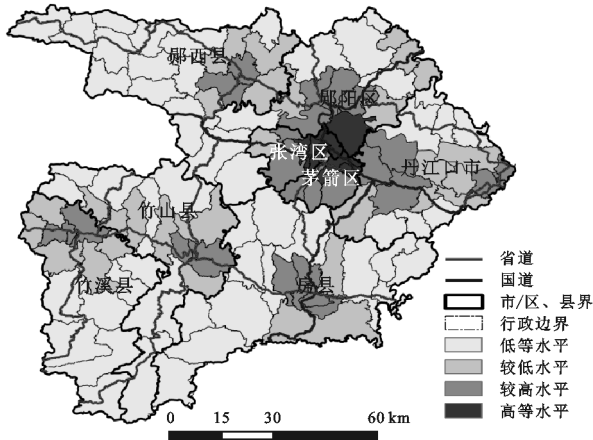 郧西县
郧阳区
张湾区
茅箭区
丹江口市
竹山县
竹溪县
房县
省道
国道
市/区、县界
行政边界
低等水平
较低水平
较高水平
高等水平
0 15 30 60 km